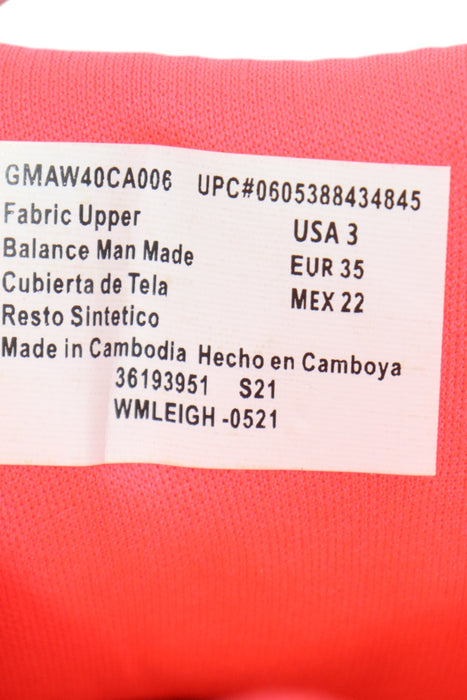 GMAW40CA006 UPC#0605388434845
Fabric Upper USA 3
Balance Man Made EUR 35
Cubierta de Tela MEX 22
Resto Sintetico
Made in Cambodia Hecho en Camboya
36193951 S21
WMLEIGH -0521